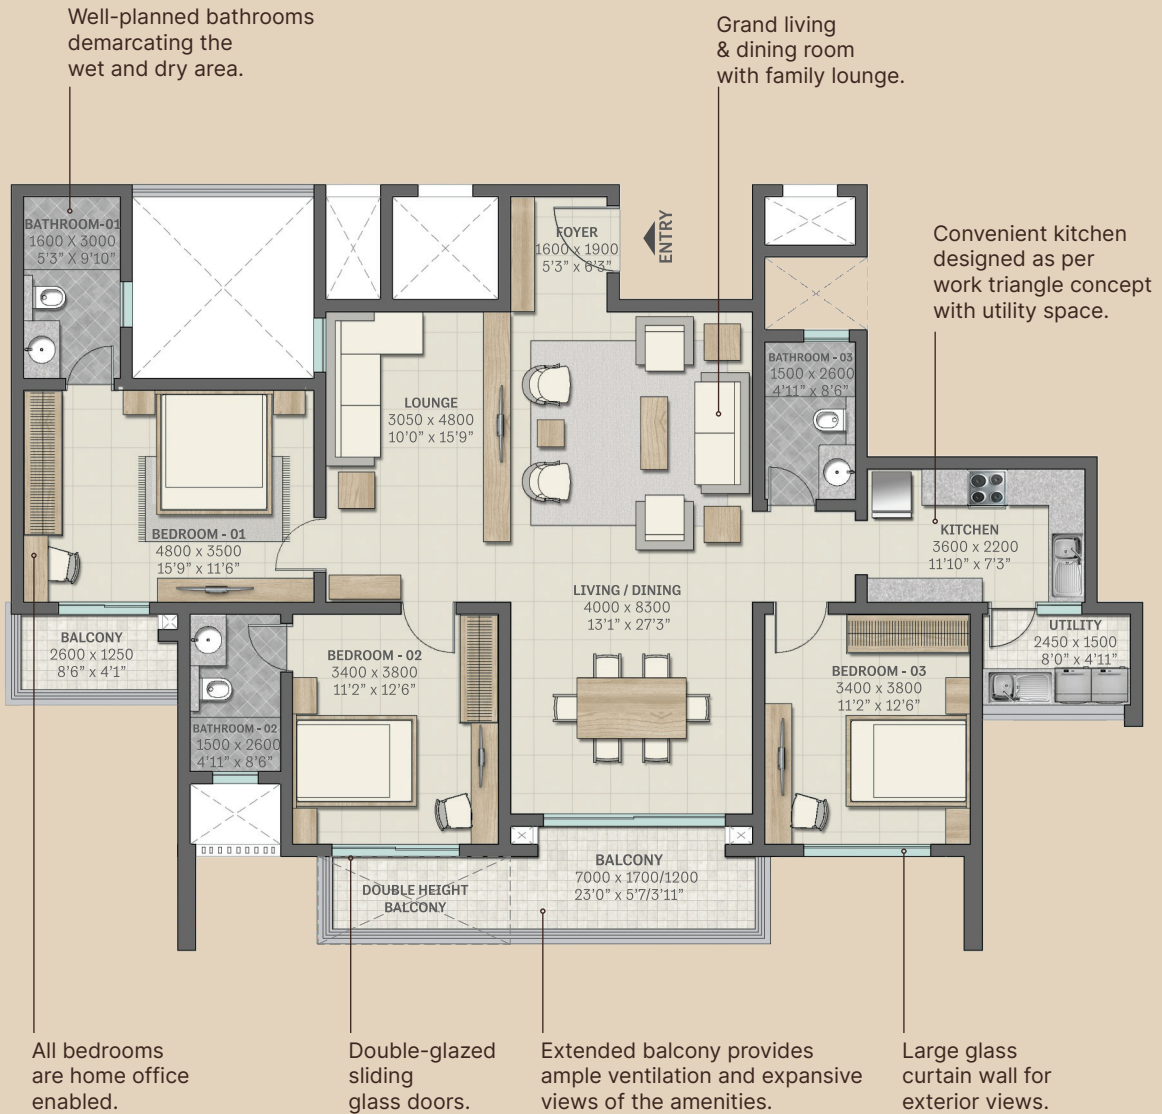 Well-planned bathrooms
demarcating the
wet and dry area.
Grand living
& dining room
with family lounge.
BATHROOM-01
1600 X 3000
5'3" X 9'10"
FOYER
1600 x 1900
5'3" x 6'3"
ENTRY
Convenient kitchen
designed as per
work triangle concept
with utility space.
BATHROOM - 03
1500 x 2600
4'11" x 8'6"
LOUNGE
3050 x 4800
10'0" x 15'9"
BEDROOM - 01
4800 x 3500
15'9" x 11'6"
KITCHEN
3600 x 2200
11'10" x 7'3"
LIVING / DINING
4000 x 8300
13'1" x 27'3"
BALCONY
2600 x 1250
8'6" x 4'1"
UTILITY
2450 x 1500
8'0" x 4'11"
BEDROOM - 02
3400 x 3800
11'2" x 12'6"
BEDROOM - 03
3400 x 3800
11'2" x 12'6"
BATHROOM - 02
1500 x 2600
4'11" x 8'6"
BALCONY
7000 x 1700/1200
23'0" x 5'7/3'11"
DOUBLE HEIGHT
BALCONY
All bedrooms
are home office
enabled.
Double-glazed
sliding
glass doors.
Extended balcony provides
ample ventilation and expansive
views of the amenities.
Large glass
curtain wall for
exterior views.